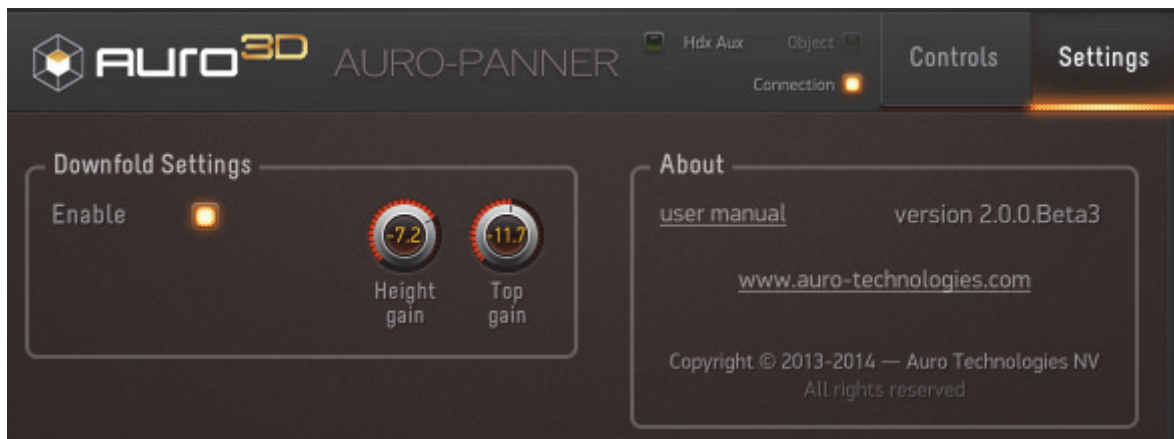 AURO 3D AURO-PANNER
Hdx Aux Object
Connection
Controls Settings
Downfold Settings
Enable
-7.2 -11.7
Height gain
Top gain
About
user manual version 2.0.0.Beta3
www.auro-technologies.com
Copyright © 2013-2014 — Auro Technologies NV
All rights reserved